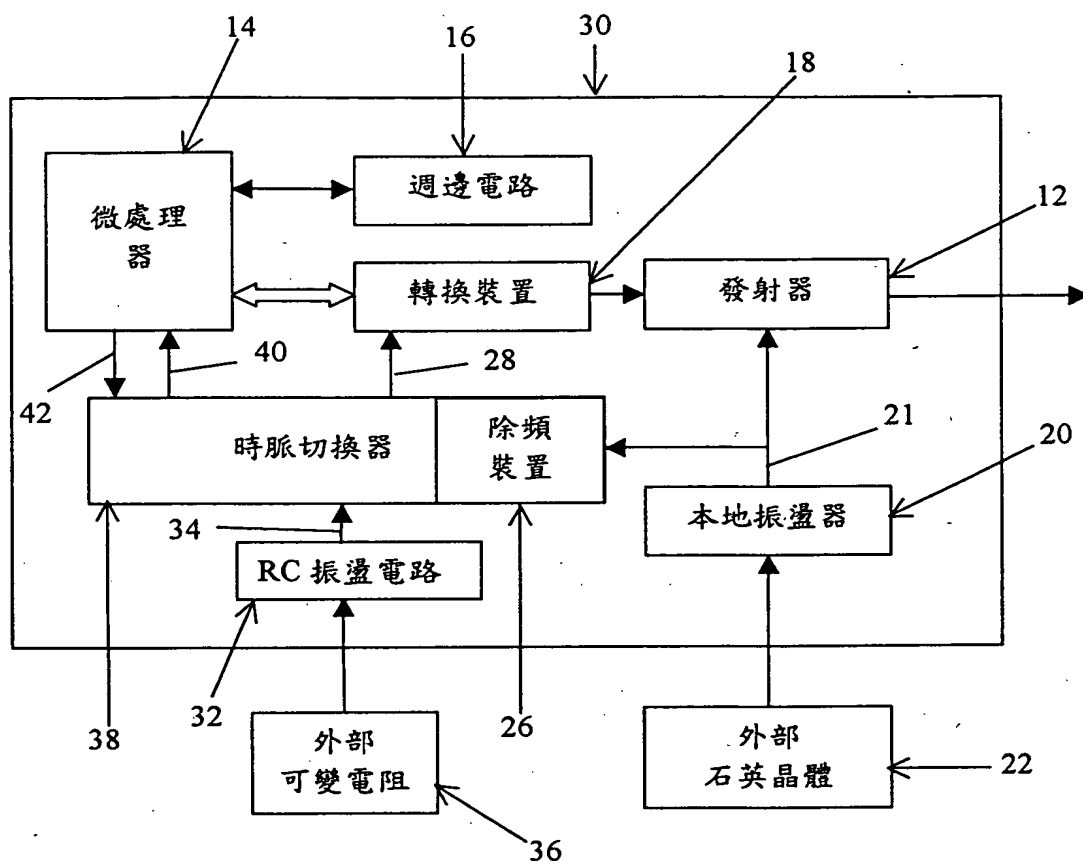 14
16
30
18
微處理
器
週邊電路
12
轉換裝置
發射器
42
40
28
時脈切換器
除頻
裝置
21
20
34
本地振盪器
RC 振盪電路
38
32
外部
可變電阻
26
外部
石英晶體
22
36